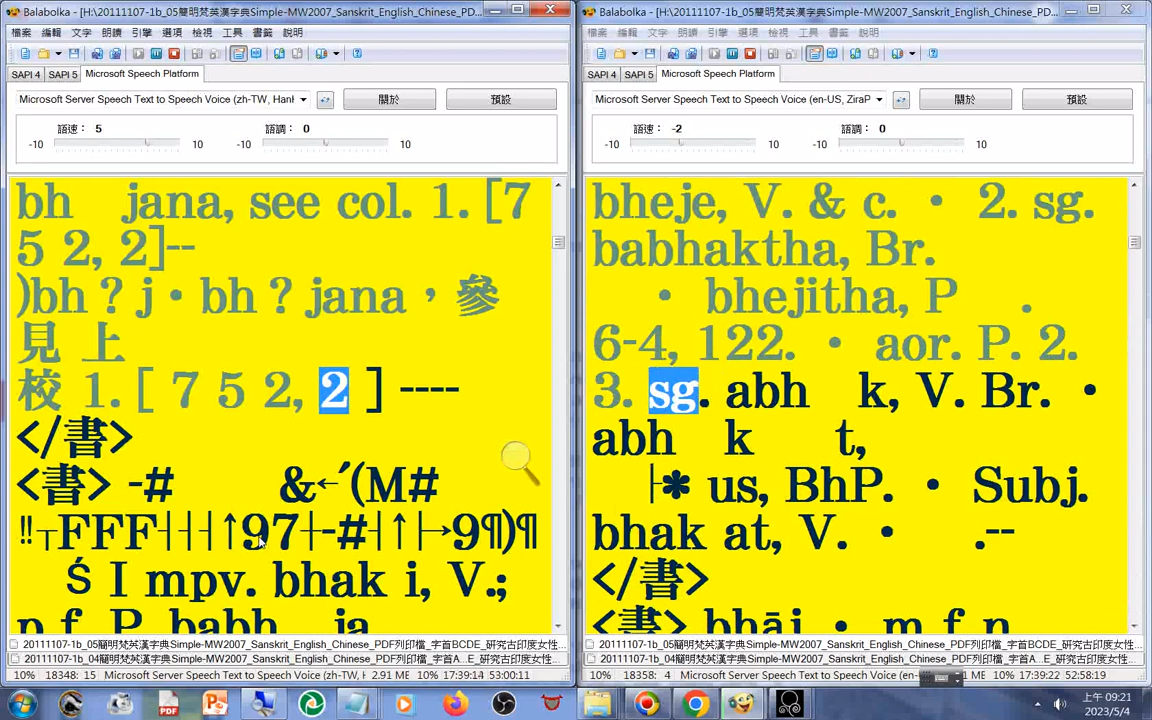 Balabolka - [H:\20111107-1b_05簡明梵英漢字典Simple-MW2007_Sanskrit_English_Chinese_PD...
檔案 編輯 文字 朗讀 引擎 選項 檢視 工具 書籤 說明
SAPI 4 SAPI 5 Microsoft Speech Platform
Microsoft Server Speech Text to Speech Voice (zh-TW, HanH
關於
預設
語速： 5
語調： 0
-10 10 -10 10
bh jana, see col. 1. [7
5 2, 2]--
)bh ? j • bh ? jana，參
見 上
校 1. [ 7 5 2, 2 ] ----
</書>
<書> -# &←՛(M#
‼┬FFF┤┤┤↑97┼-#┤↑├→9¶)¶
Ś I mpv. bhak i, V.;
p f P babh ja
20111107-1b_05簡明梵英漢字典Simple-MW2007_Sanskrit_English_Chinese_PDF列印檔_字首BCDE_研究古印度女性...
20111107-1b_04簡明梵英漢字典Simple-MW2007_Sanskrit_English_Chinese_PDF列印檔_字首A...E_研究古印度女性...
10% 18348: 15 Microsoft Server Speech Text to Speech Voice (zh-TW, 2.91 ME 10% 17:39:14 53:00:11
Balabolka - [H:\20111107-1b_05簡明梵英漢字典Simple-MW2007_Sanskrit_English_Chinese_PD...
檔案 編輯 文字 朗讀 引擎 選項 檢視 工具 書籤 說明
SAPI 4 SAPI 5 Microsoft Speech Platform
Microsoft Server Speech Text to Speech Voice (en-US, ZiraP
關於
預設
語速： -2
語調： 0
-10 10 -10 10
bheje, V. & c. • 2. sg.
babhaktha, Br.
• bhejitha, P .
6-4, 122. • aor. P. 2.
3. sg. abh k, V. Br. •
abh k t,
├✱ us, BhP. • Subj.
bhak at, V. • .--
</書>
<書> bhāj • m f n
20111107-1b_05簡明梵英漢字典Simple-MW2007_Sanskrit_English_Chinese_PDF列印檔_字首BCDE_研究古印度女性...
20111107-1b_04簡明梵英漢字典Simple-MW2007_Sanskrit_English_Chinese_PDF列印檔_字首A...E_研究古印度女性...
10% 18358: 4 Microsoft Server Speech Text to Speech Voice ME 10% 17:39:22 52:58:19
PDF
上午 09:21
2023/5/4